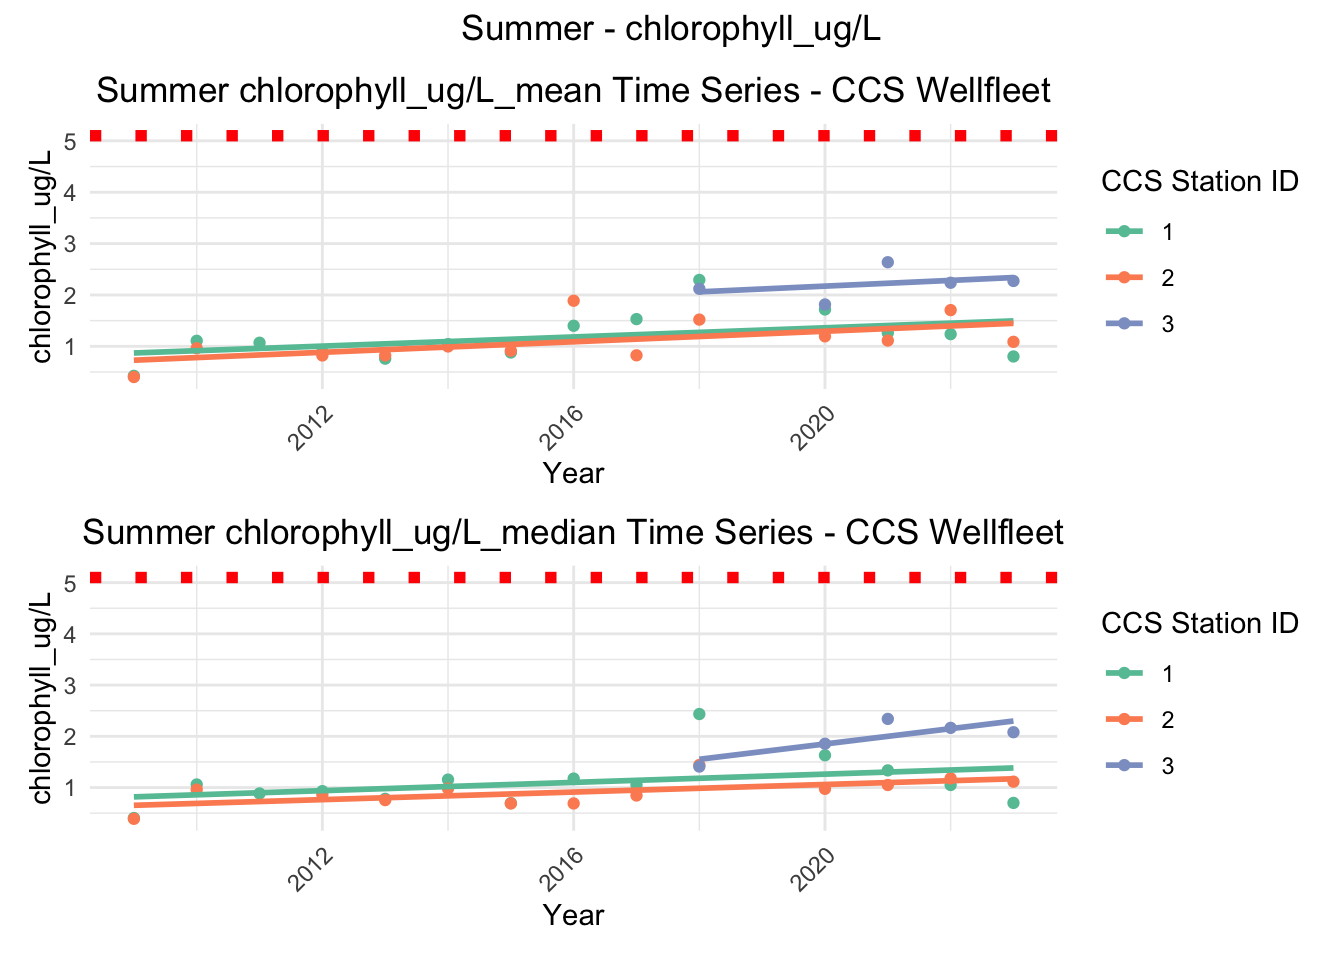 Summer - chlorophyll_ug/L
Summer chlorophyll_ug/L_mean Time Series - CCS Wellfleet
chlorophyll_ug/L
5
4
3
2
1
2012
2016
2020
Year
CCS Station ID
1
2
3
Summer chlorophyll_ug/L_median Time Series - CCS Wellfleet
chlorophyll_ug/L
5
4
3
2
1
2012
2016
2020
Year
CCS Station ID
1
2
3